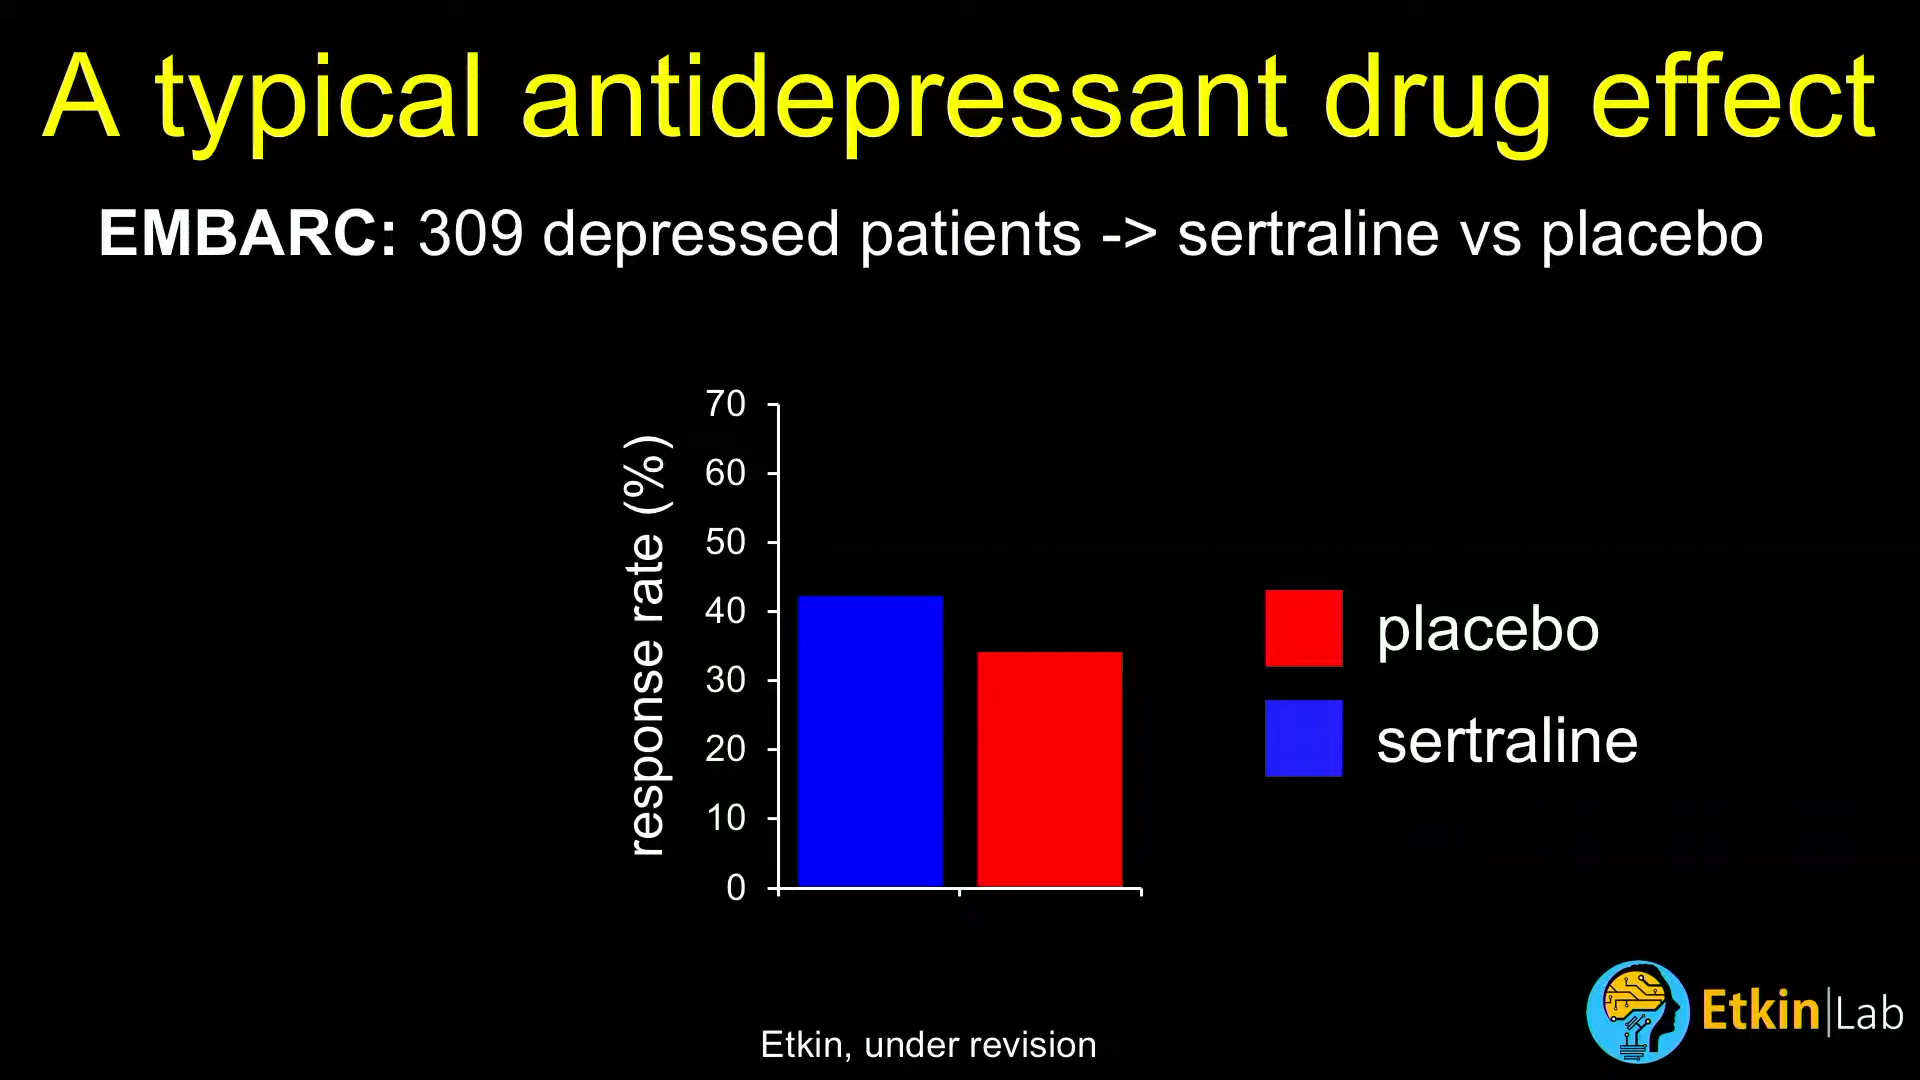 A typical antidepressant drug effect
EMBARC: 309 depressed patients -> sertraline vs placebo
response rate (%)
70
60
50
40
30
20
10
0
placebo
sertraline
Etkin, under revision
Etkin|Lab